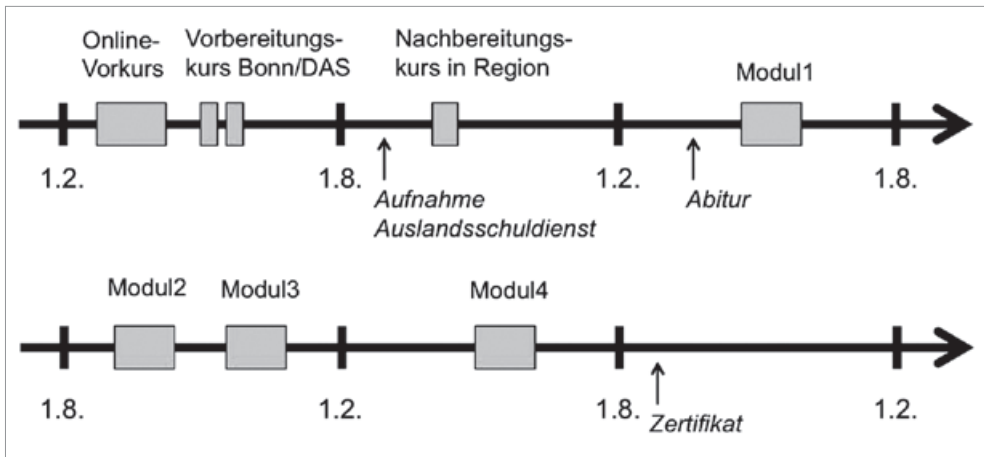 Online-
Vorkurs
Vorbereitungs-
kurs Bonn/DAS
Nachbereitungs-
kurs in Region
Modul1
1.2.
1.8.
1.2.
1.8.
Aufnahme
Auslandsschuldienst
Abitur
Modul2
Modul3
Modul4
1.8.
1.2.
1.8.
1.2.
Zertifikat